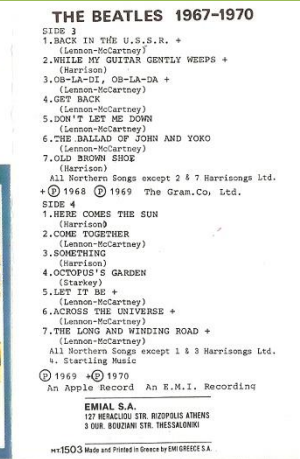 THE BEATLES 1967-1970
SIDE 3
1.BACK IN THE U.S.S.R. +
(Lennon-McCartney)
2.WHILE MY GUITAR GENTLY WEEPS +
(Harrison)
3.OB-LA-DI, OB-LA-DA +
(Lennon-McCartney)
4.GET BACK
(Lennon-McCartney)
5.DON'T LET ME DOWN
(Lennon-McCartney)
6.THE BALLAD OF JOHN AND YOKO
(Lennon-McCartney)
7.OLD BROWN SHOE
(Harrison)
All Northern Songs except 2 & 7 Harrisongs Ltd.
+ Ⓟ 1968 Ⓟ 1969 The Gram.Co, Ltd.
SIDE 4
1.HERE COMES THE SUN
(Harrison)
2.COME TOGETHER
(Lennon-McCartney)
3.SOMETHING
(Harrison)
4.OCTOPUS'S GARDEN
(Starkey)
5.LET IT BE +
(Lennon-McCartney)
6.ACROSS THE UNIVERSE +
(Lennon-McCartney)
7.THE LONG AND WINDING ROAD +
(Lennon-McCartney)
All Northern Songs except 1 & 3 Harrisongs Ltd.
4. Startling Music
Ⓟ 1969 +Ⓟ 1970
An Apple Record An E.M.I. Recording
EMIAL S.A.
127 HERACLIOU STR. RIZOPOLIS ATHENS
3 OUR. BOUZIANI STR. THESSALONIKI
MT1503 Made and Printed in Greece by EMI GREECE S.A.